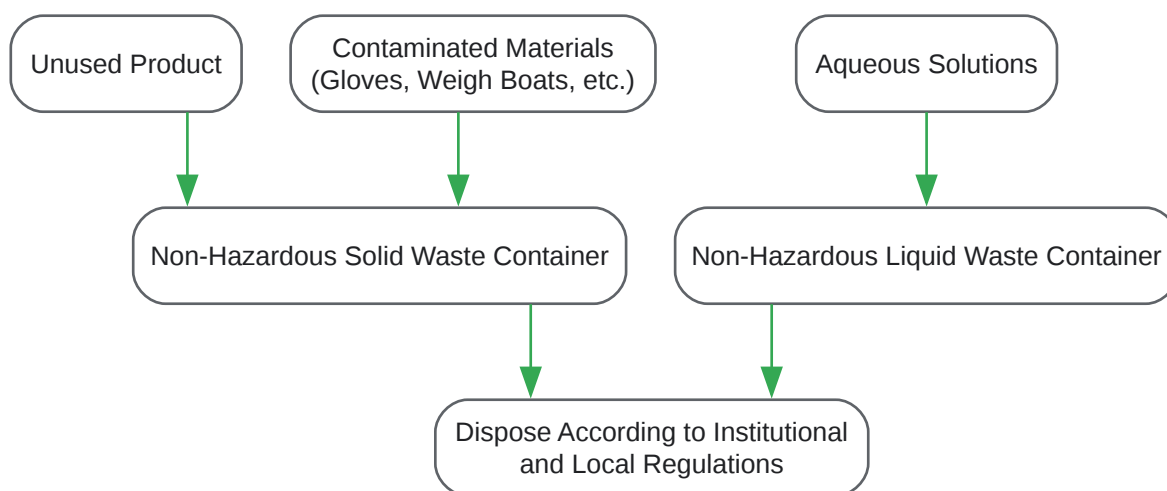 Unused Product
Contaminated Materials
(Gloves, Weigh Boats, etc.)
Aqueous Solutions
Non-Hazardous Solid Waste Container
Non-Hazardous Liquid Waste Container
Dispose According to Institutional
and Local Regulations